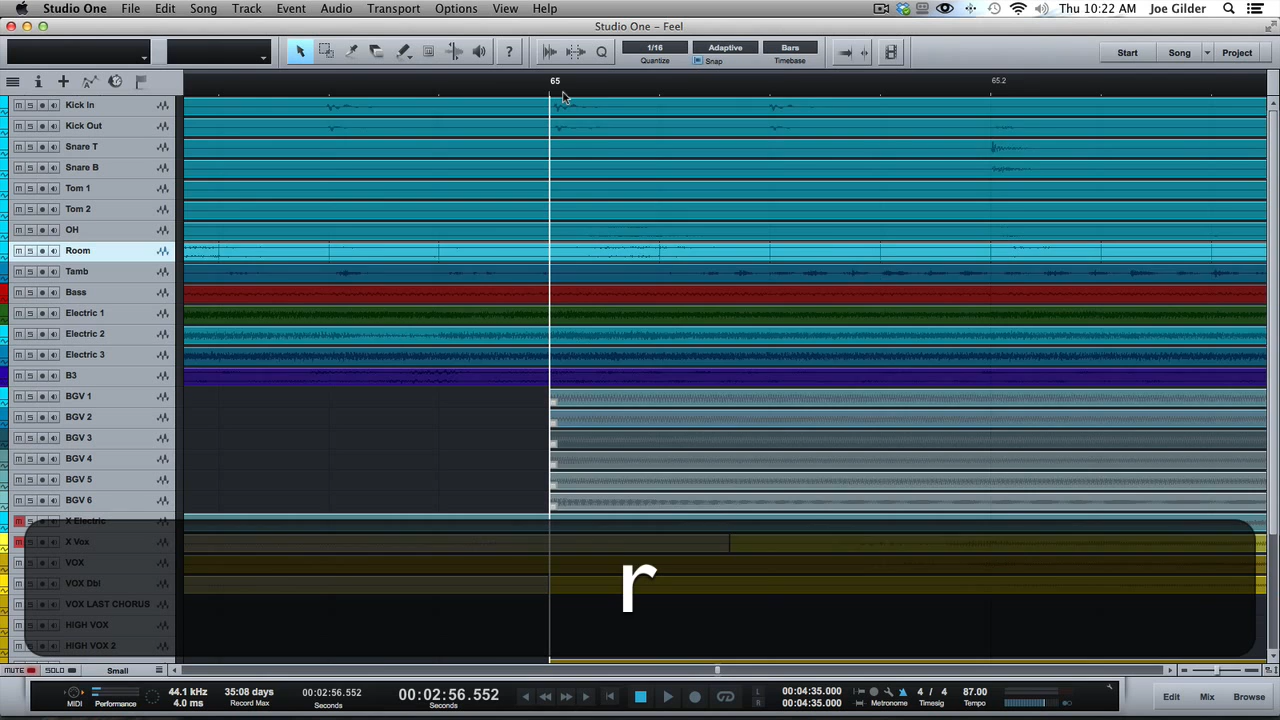 Studio One File Edit Song Track Event Audio Transport Options View Help Thu 10:22 AM Joe Gilder
Studio One – Feel
1/16 Adaptive Bars
Quantize Snap Timebase
Start Song Project
65 65.2
Kick In
Kick Out
Snare T
Snare B
Tom 1
Tom 2
OH
Room
Tamb
Bass
Electric 1
Electric 2
Electric 3
B3
BGV 1
BGV 2
BGV 3
BGV 4
BGV 5
BGV 6
X Electric
X Vox
VOX
VOX Dbl
VOX LAST CHORUS
HIGH VOX
HIGH VOX 2
r
MUTE SOLO Small
MIDI Performance
44.1 kHz
4.0 ms
35:08 days
Record Max
00:02:56.552
Seconds
00:02:56.552
Seconds
L 00:04:35.000
R 00:04:35.000
Metronome
4 / 4
Timesig
87.00
Tempo
Edit Mix Browse